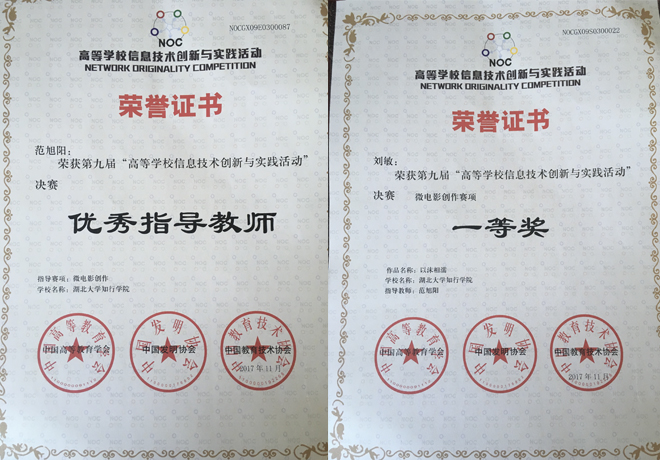 NOCGX09E0300087
NOC
高等学校信息技术创新与实践活动
NETWORK ORIGINALITY COMPETITION
荣誉证书
范旭阳:
荣获第九届“高等学校信息技术创新与实践活动”
决赛
优秀指导教师
指导赛项:微电影创作
学校名称:湖北大学知行学院
中国高等教育学会
中国发明协会
中国教育技术协会
2017年11月
NOCGX09S0300022
NOC
高等学校信息技术创新与实践活动
NETWORK ORIGINALITY COMPETITION
荣誉证书
刘敏:
荣获第九届“高等学校信息技术创新与实践活动”
决赛 微电影创作赛项
一等奖
作品名称:以沫相濡
学校名称:湖北大学知行学院
指导教师:范旭阳
中国高等教育学会
中国发明协会
中国教育技术协会
2017年11月